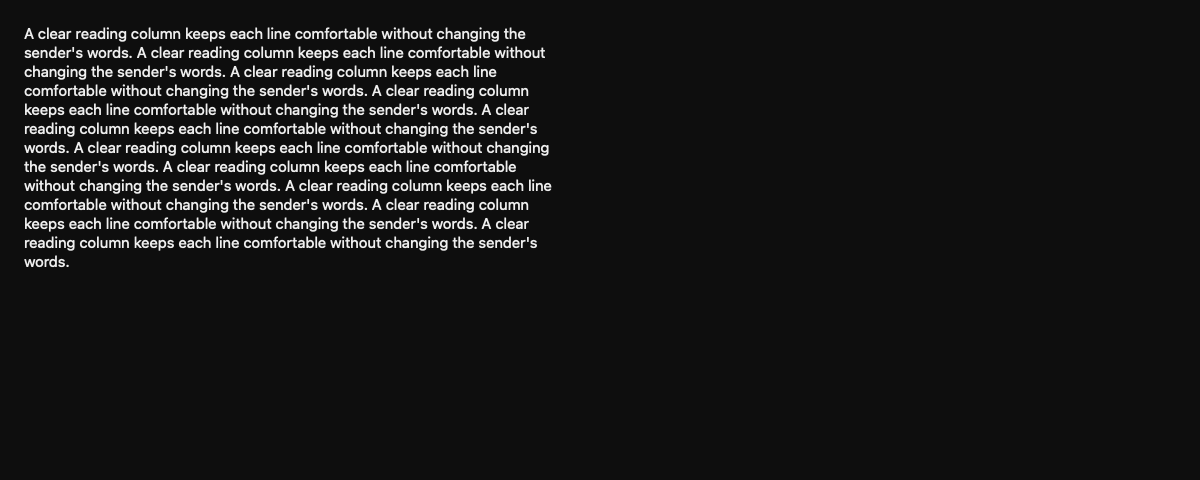 A clear reading column keeps each line comfortable without changing the
sender's words. A clear reading column keeps each line comfortable without
changing the sender's words. A clear reading column keeps each line
comfortable without changing the sender's words. A clear reading column
keeps each line comfortable without changing the sender's words. A clear
reading column keeps each line comfortable without changing the sender's
words. A clear reading column keeps each line comfortable without changing
the sender's words. A clear reading column keeps each line comfortable
without changing the sender's words. A clear reading column keeps each line
comfortable without changing the sender's words. A clear reading column
keeps each line comfortable without changing the sender's words. A clear
reading column keeps each line comfortable without changing the sender's
words.